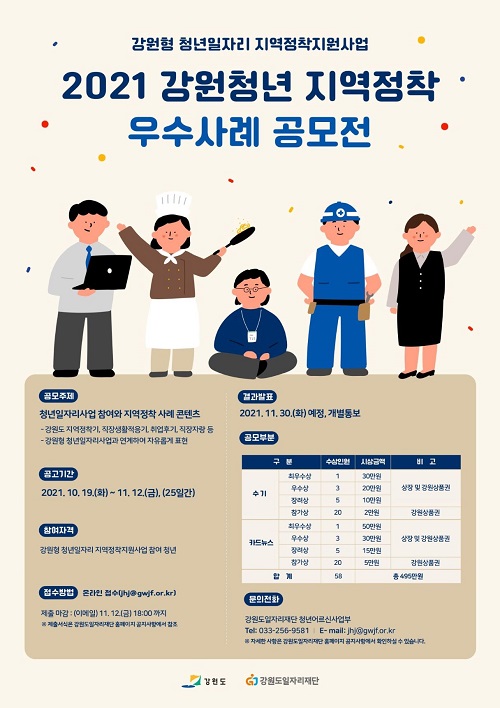 강원형 청년일자리 지역정착지원사업
2021 강원청년 지역정착
우수사례 공모전
공모주제
청년일자리사업 참여와 지역정착 사례 콘텐츠
- 강원도 지역정착기, 직장생활적응기, 취업후기, 직장자랑 등
- 강원형 청년일자리사업과 연계하여 자유롭게 표현
공고기간
2021. 10. 19.(화) ~ 11. 12.(금), (25일간)
참여자격
강원형 청년일자리 지역정착지원사업 참여 청년
접수방법 온라인 접수(jhj@gwjf.or.kr)
제출 마감 : (이메일) 11. 12.(금) 18:00 까지
※ 제출서식은 강원도일자리재단 홈페이지 공지사항에서 참조
결과발표
2021. 11. 30.(화) 예정, 개별통보
공모부분
구 분 수상인원 시상금액 비 고
수기 최우수상 1 30만원 상장 및 강원상품권
우수상 3 20만원
장려상 5 10만원
참가상 20 2만원 강원상품권
카드뉴스 최우수상 1 50만원 상장 및 강원상품권
우수상 3 30만원
장려상 5 15만원
참가상 20 5만원 강원상품권
합 계 58 총 495만원
문의전화
강원도일자리재단 청년어르신사업부
Tel: 033-256-9581 | E- mail: jhj@gwjf.or.kr
※ 자세한 사항은 강원도일자리재단 홈페이지 공지사항에서 확인하실 수 있습니다.
강원도 강원도일자리재단